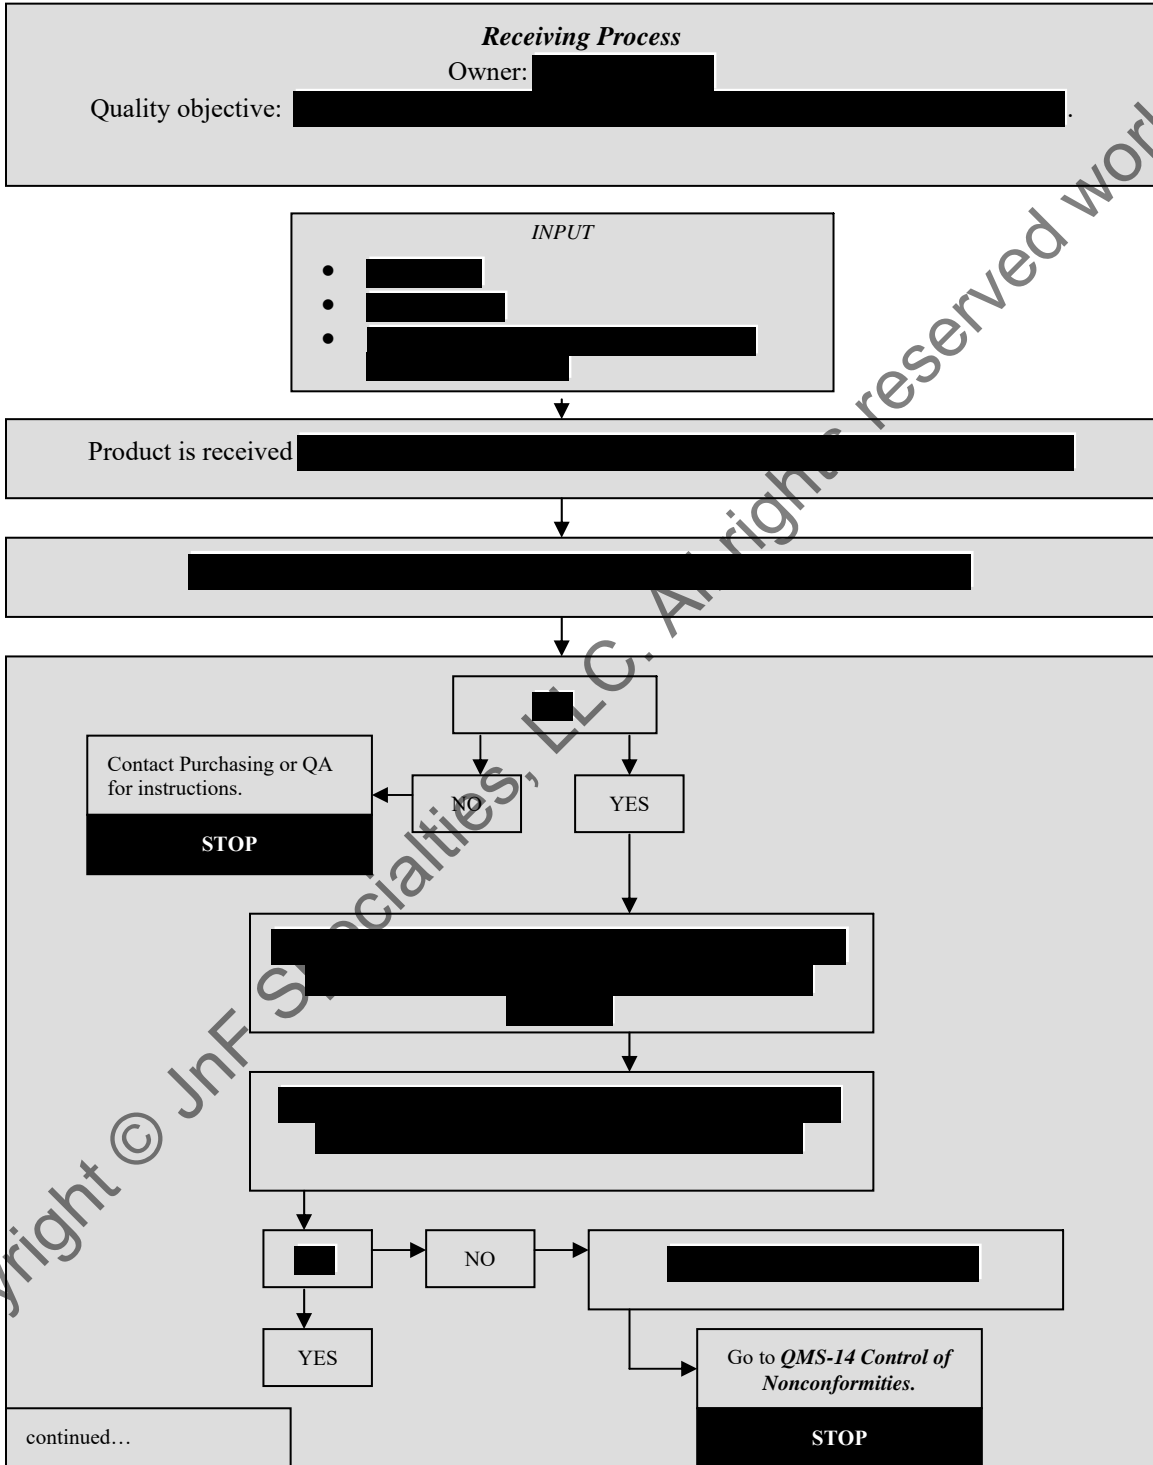 Receiving Process
Owner:
Quality objective: .
INPUT
Product is received
Contact Purchasing or QA
for instructions.
STOP
NO
YES
NO
YES
Go to QMS-14 Control of
Nonconformities.
STOP
continued…
yright © JnF Specialties, LLC. All rights reserved worl